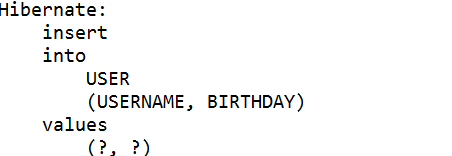 Hibernate:
    insert
    into
        USER
        (USERNAME, BIRTHDAY)
    values
        (?, ?)